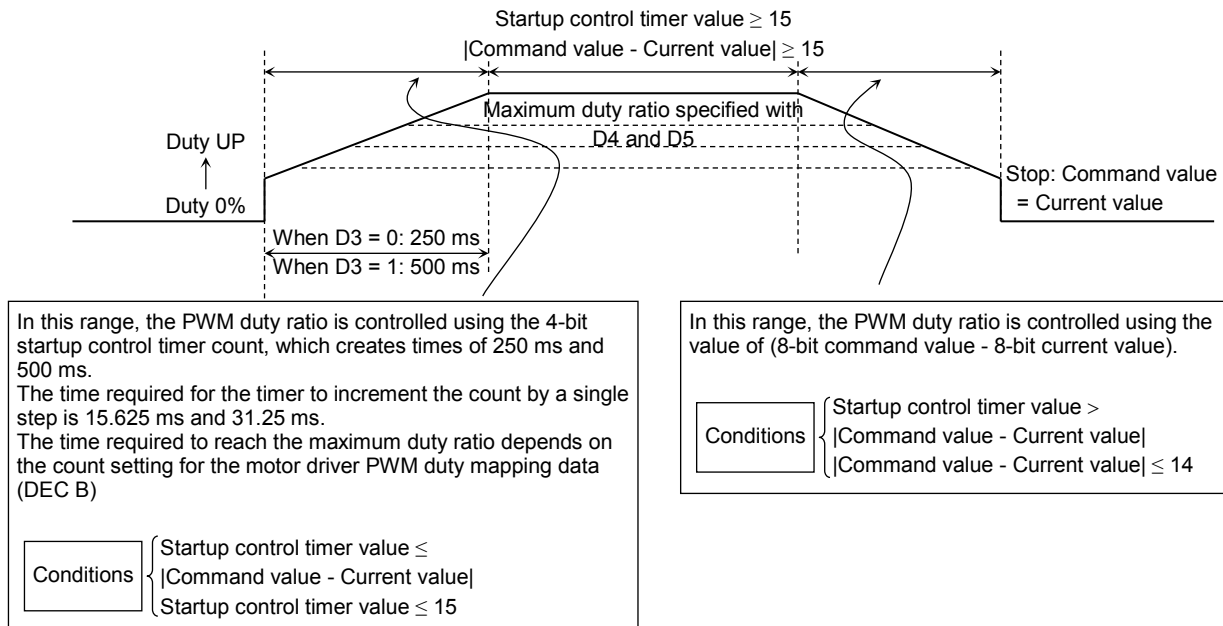 Startup control timer value ≥ 15
|Command value - Current value| ≥ 15
Maximum duty ratio specified with
D4 and D5
Duty UP
Duty 0%
Stop: Command value
= Current value
When D3 = 0: 250 ms
When D3 = 1: 500 ms
In this range, the PWM duty ratio is controlled using the 4-bit
startup control timer count, which creates times of 250 ms and
500 ms.
The time required for the timer to increment the count by a single
step is 15.625 ms and 31.25 ms.
The time required to reach the maximum duty ratio depends on
the count setting for the motor driver PWM duty mapping data
(DEC B)
Conditions
Startup control timer value ≤
|Command value - Current value|
Startup control timer value ≤ 15
In this range, the PWM duty ratio is controlled using the
value of (8-bit command value - 8-bit current value).
Conditions
Startup control timer value >
|Command value - Current value|
|Command value - Current value| ≤ 14